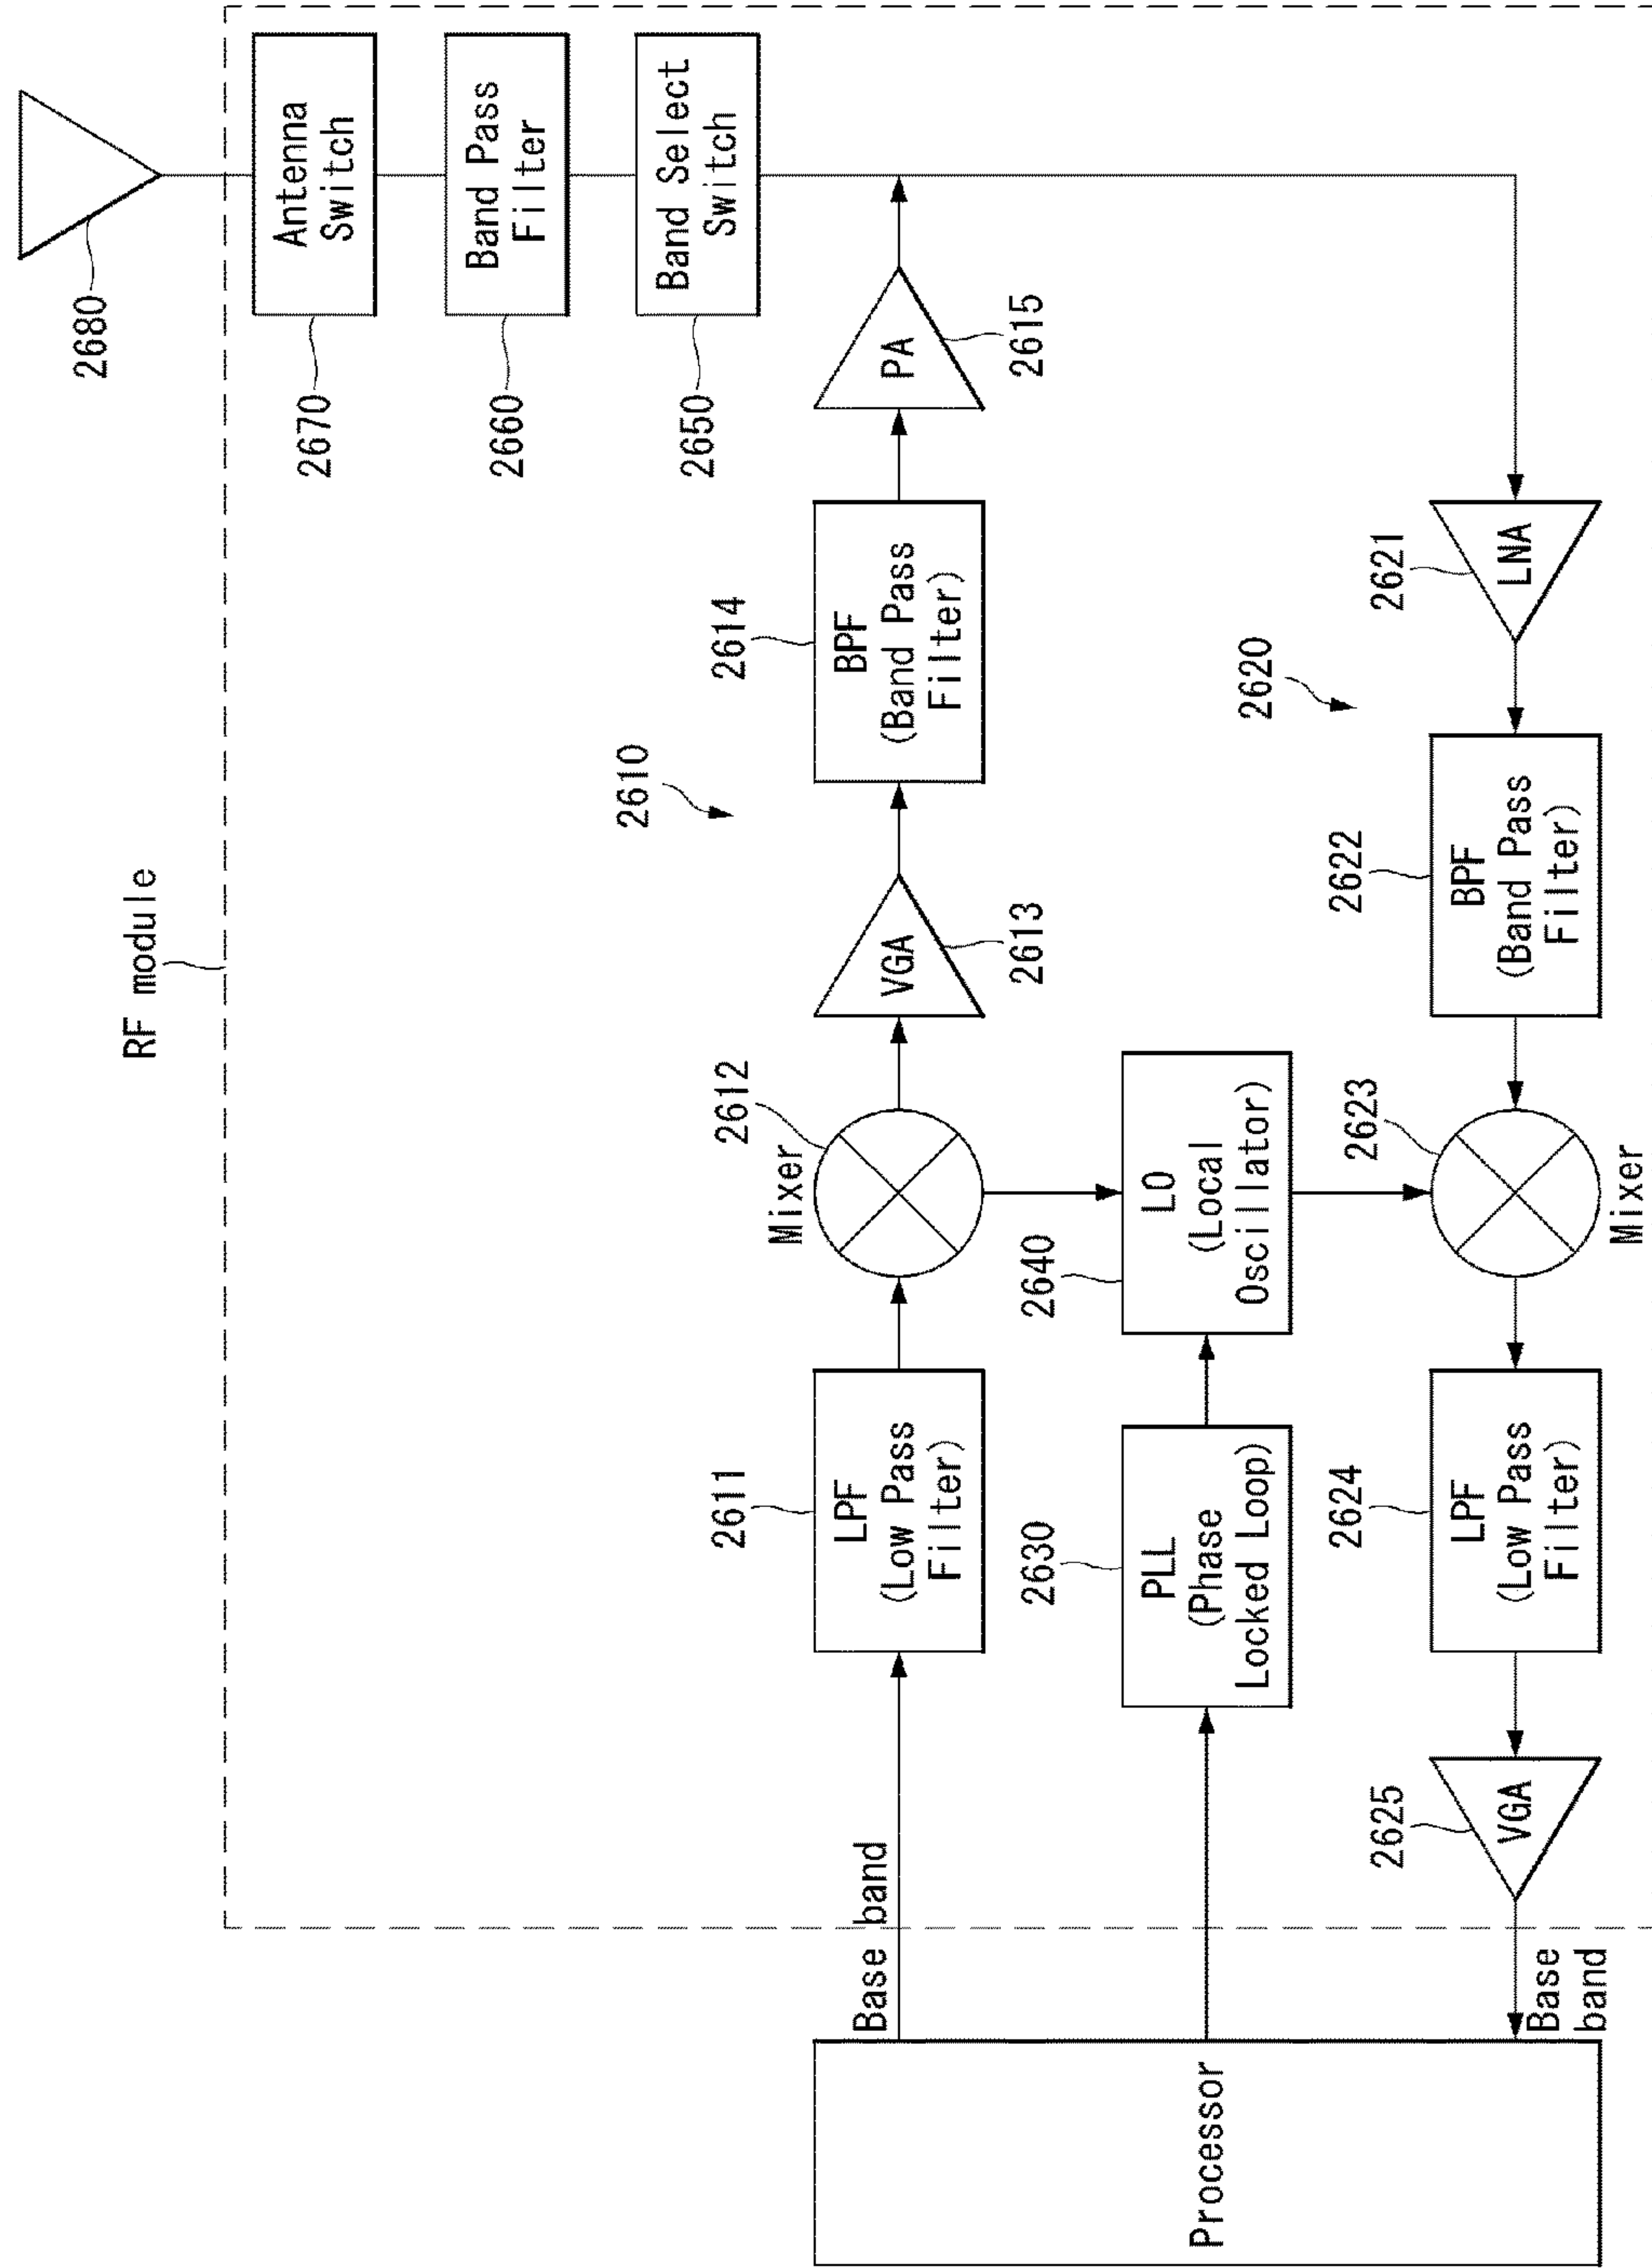 RF module
2680
Antenna
Switch
2670
Band Pass
Filter
2660
Band Select
Switch
2650
2610
Base band
LPF
(Low Pass
Filter)
2611
Mixer
2612
VGA
2613
BPF
(Band Pass
Filter)
2614
PA
2615
Processor
PLL
(Phase
Locked Loop)
2630
LO
(Local
Oscillator)
2640
2620
LNA
2621
BPF
(Band Pass
Filter)
2622
Mixer
2623
LPF
(Low Pass
Filter)
2624
VGA
2625
Base
band